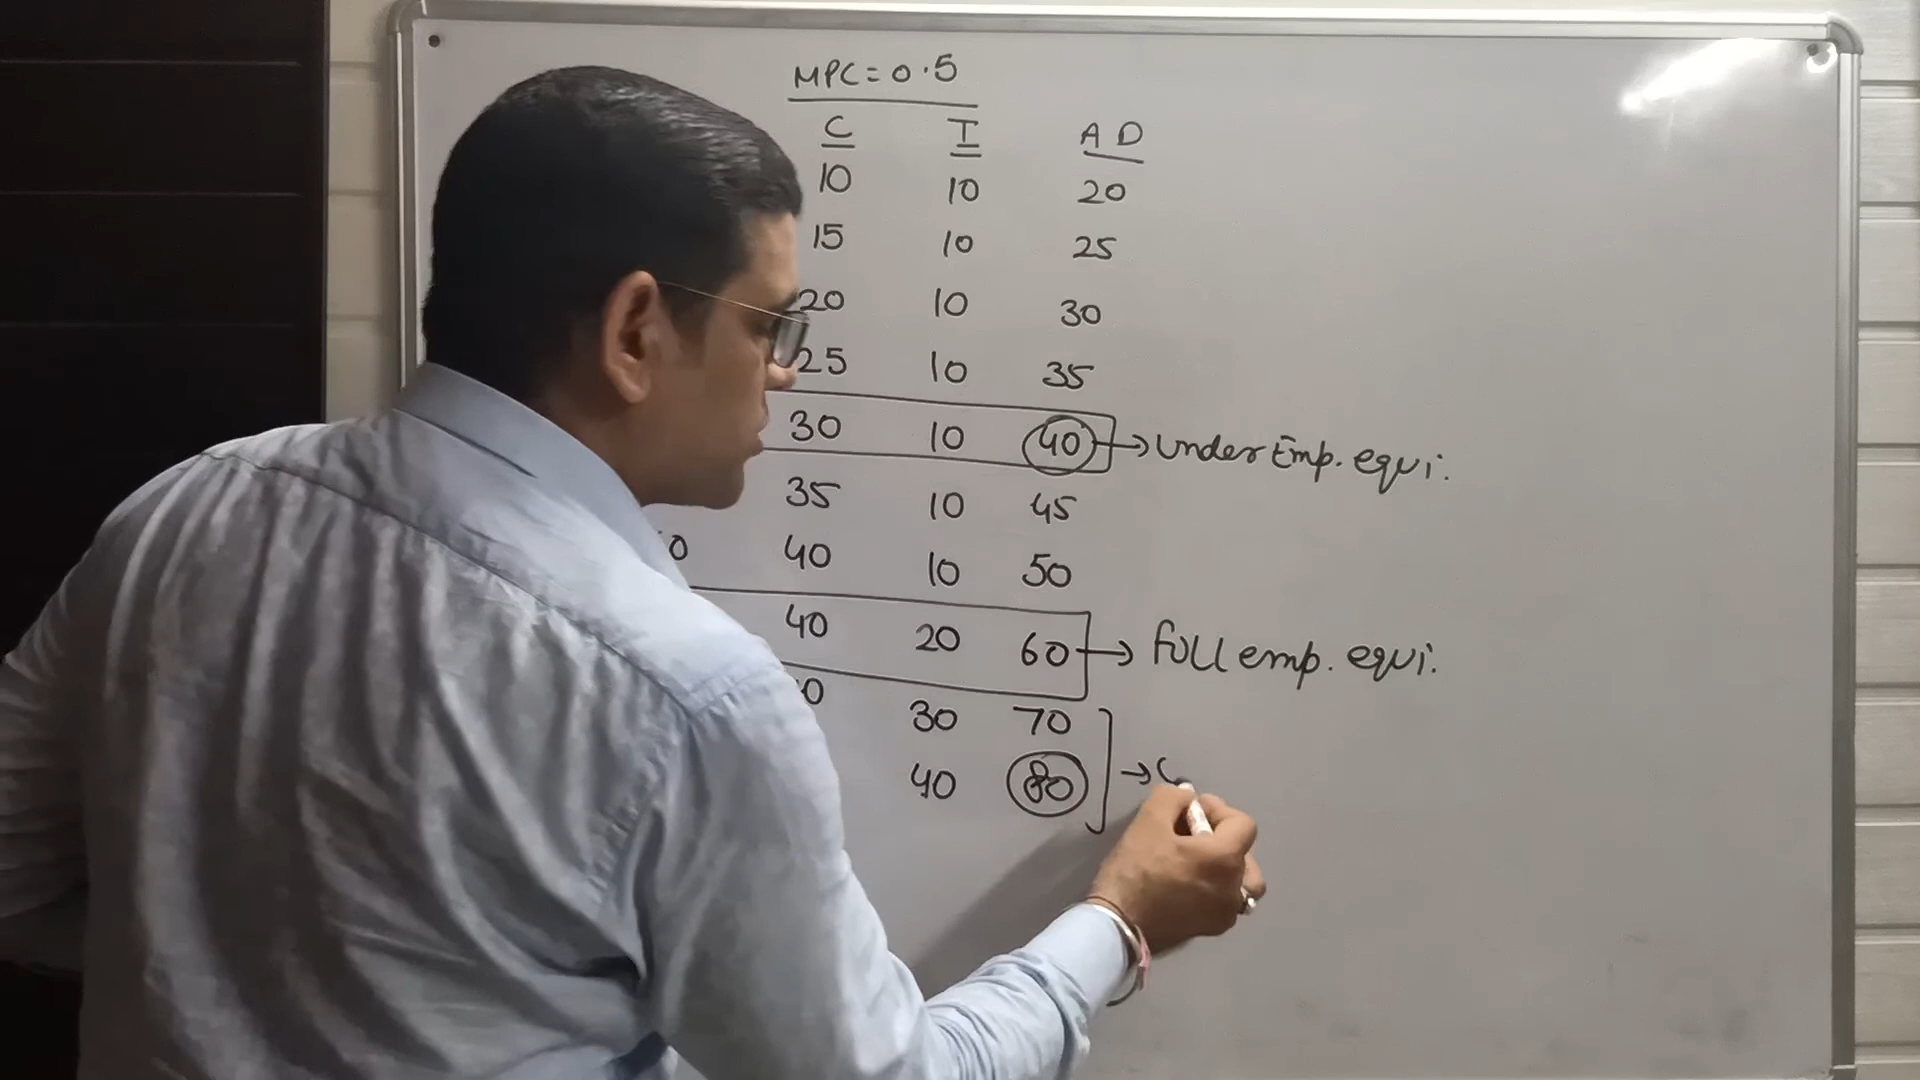 MPC = 0.5
C I AD
10 10 20
15 10 25
20 10 30
25 10 35
30 10 40 → Under Emp. equi.
35 10 45
40 10 50
40 20 60 → Full emp. equi.
30 70
40 80 →